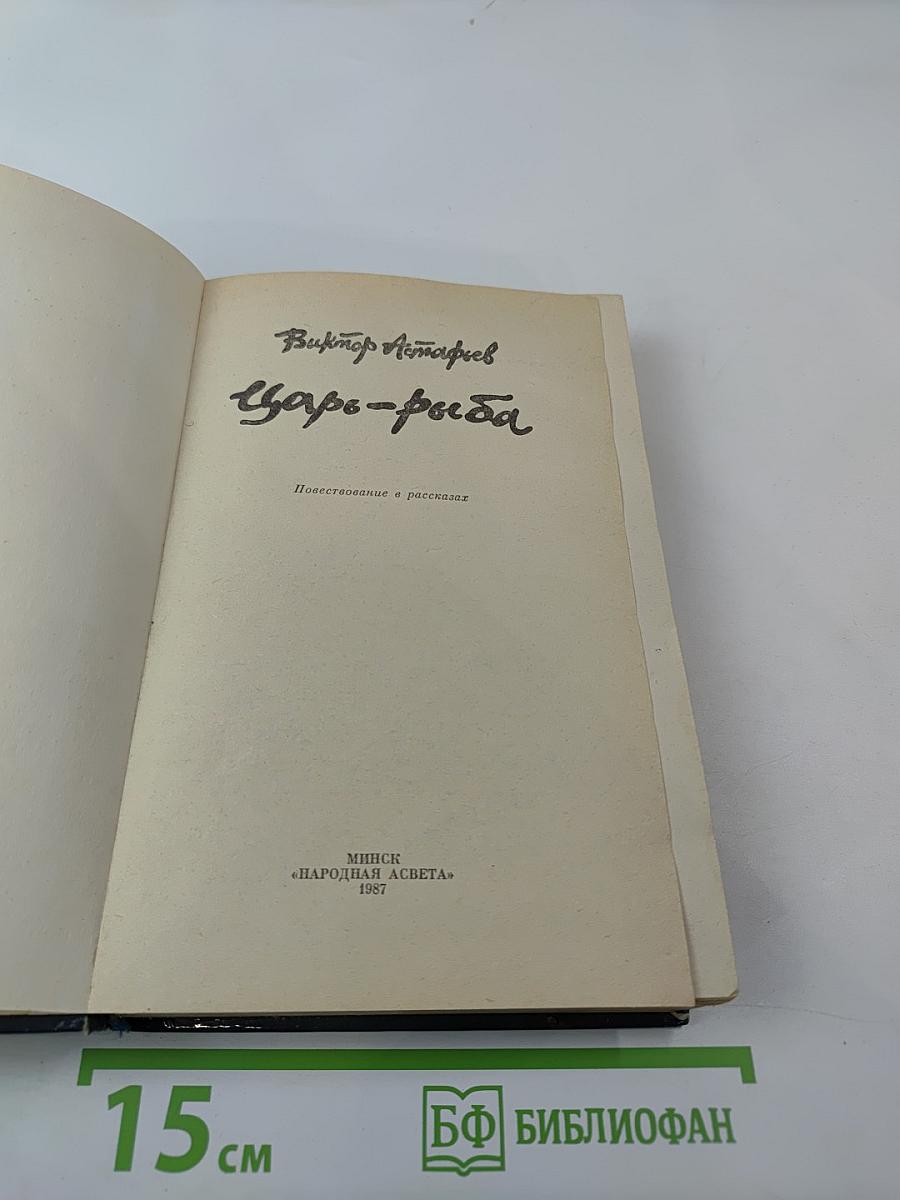 Виктор Астафьев
Царь-рыба
Повествование в рассказах
МИНСК
«НАРОДНАЯ АСВЕТА»
1987
15 см
БФ БИБЛИОФАН